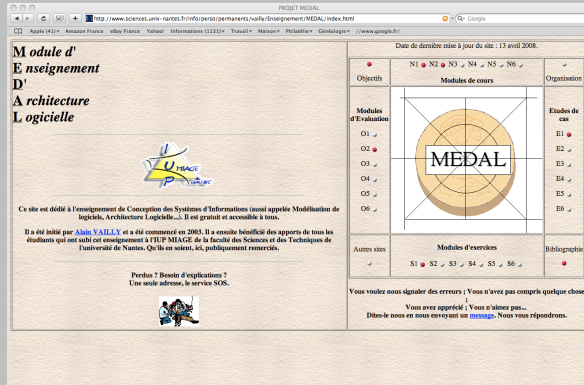 PROJET MEDAL
http://www.sciences.univ-nantes.fr/info/perso/permanents/vailly/Enseignement/MEDAL/index.html
Google
Apple (41) Amazon France eBay France Yahoo! Informations (1131) Travail Maison Philatélie Généalogie //www.google.fr/
M odule d'
E nseignement
D'
A rchitecture
L ogicielle
I
U MIAGE
P
Ce site est dédié à l'enseignement de Conception des Systèmes d'Informations (aussi appelée Modélisation de
logiciels, Architecture Logicielle...). Il est gratuit et accessible à tous.
Il a été initié par Alain VAILLY et a été commencé en 2003. Il a ensuite bénéficié des apports de tous les
étudiants qui ont subi cet enseignement à l'IUP MIAGE de la faculté des Sciences et des Techniques de
l'université de Nantes. Qu'ils en soient, ici, publiquement remerciés.
Perdus ? Besoin d'explications ?
Une seule adresse, le service SOS.
Date de dernière mise à jour du site : 13 avril 2008.
Objectifs
N1 N2 N3 N4 N5 N6
Modules de cours
Organisation
Modules
d'Evaluation
O1
O2
O3
O4
O5
O6
MEDAL
Etudes de
cas
E1
E2
E3
E4
E5
E6
Autres sites
Modules d'exercices
S1 S2 S3 S4 S5 S6
Bibliographie
Vous voulez nous signaler des erreurs ; Vous n'avez pas compris quelque chose
;
Vous avez apprécié ; Vous n'aimez pas...
Dites-le nous en nous envoyant un message. Nous vous répondrons.